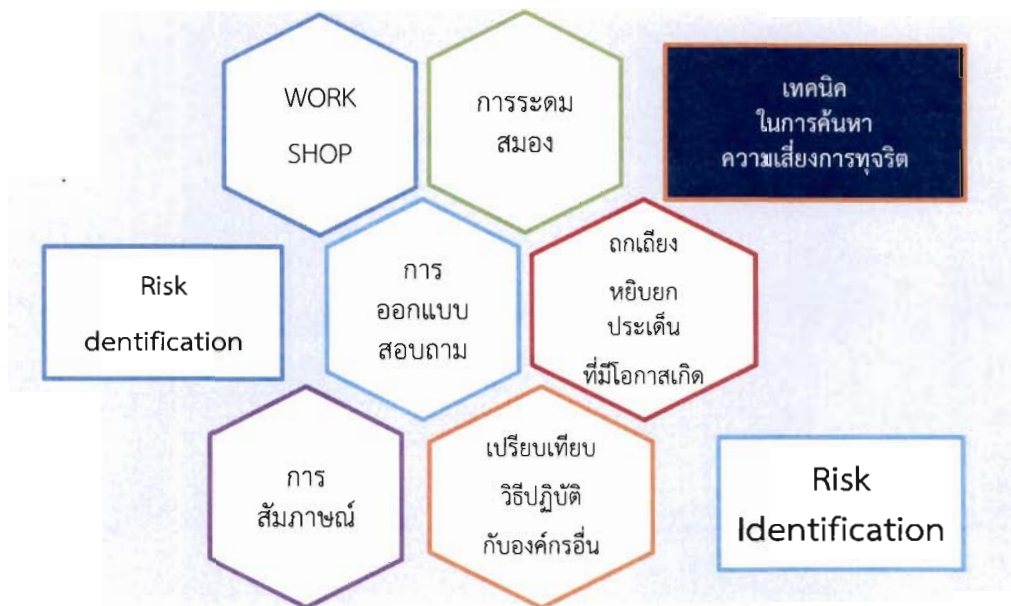 WORK
SHOP
การระดม
สมอง
เทคนิค
ในการค้นหา
ความเสี่ยงการทุจริต
Risk
dentification
การ
ออกแบบ
สอบถาม
ถกเถียง
หยิบยก
ประเด็น
ที่มีโอกาสเกิด
การ
สัมภาษณ์
เปรียบเทียบ
วิธีปฏิบัติ
กับองค์กรอื่น
Risk
Identification